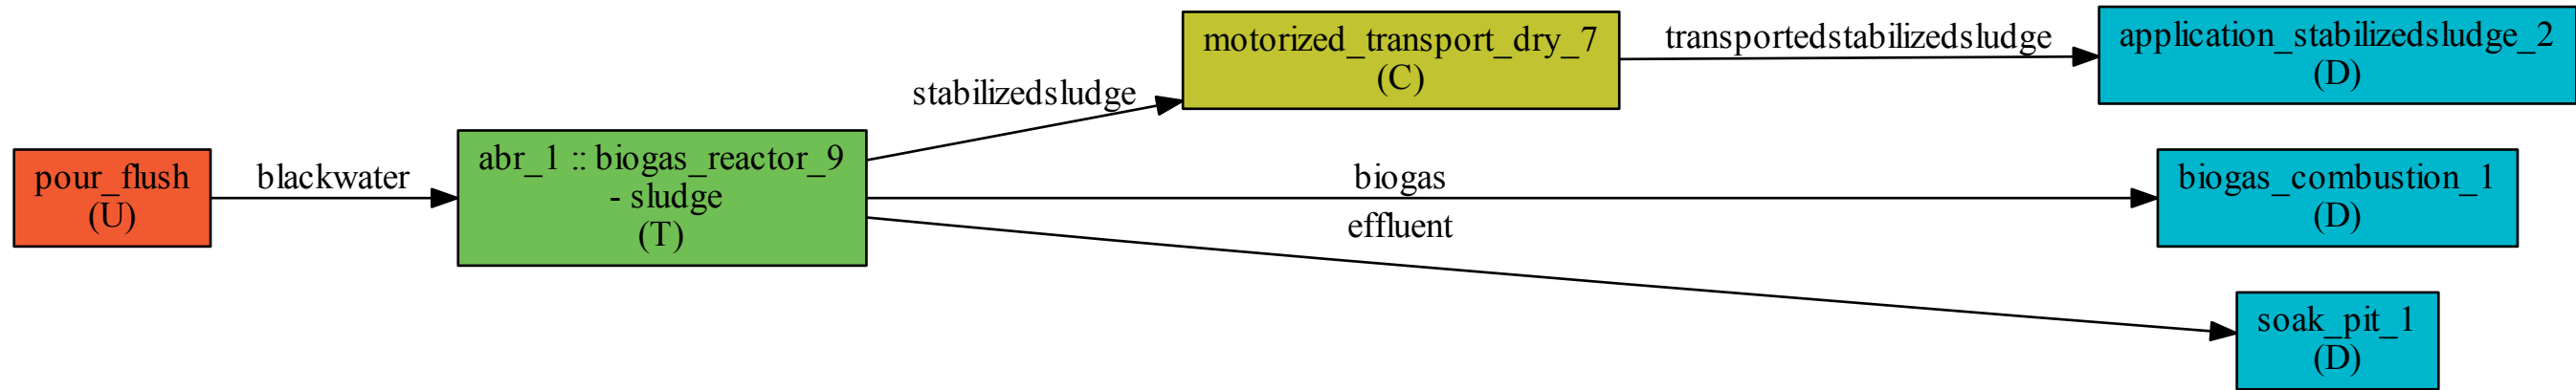 pour_flush
(U)
blackwater
abr_1 :: biogas_reactor_9
- sludge
(T)
stabilizedsludge
motorized_transport_dry_7
(C)
transportedstabilizedsludge
application_stabilizedsludge_2
(D)
biogas
biogas_combustion_1
(D)
effluent
soak_pit_1
(D)